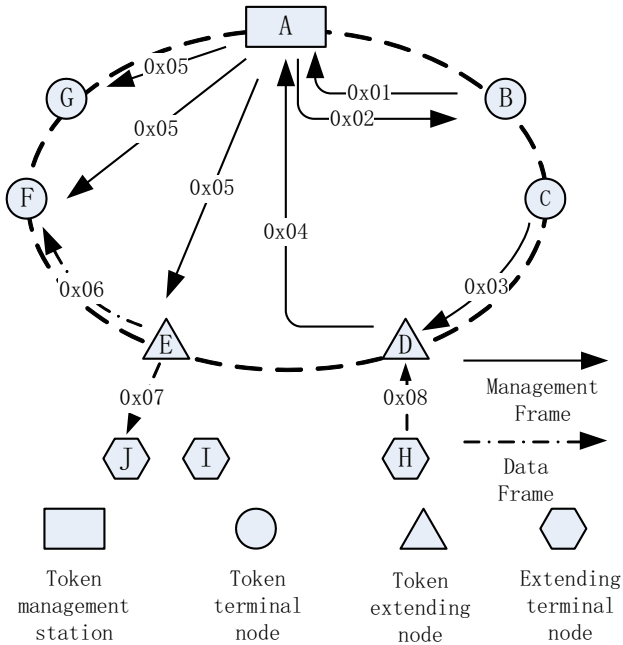 A
0x05
G
0x01
B
0x02
0x05
0x05
F
C
0x04
0x06
0x03
E
D
0x07
0x08
Management
Frame
J
I
H
Data
Frame
Token
management
station
Token
terminal
node
Token
extending
node
Extending
terminal
node